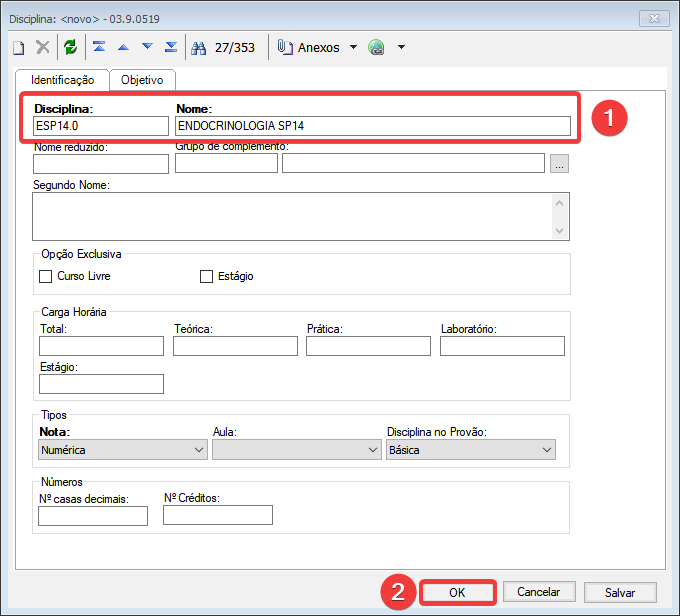 Disciplina: <novo> - 03.9.0519
27/353 Anexos
Identificação Objetivo
Disciplina: Nome:
ESP14.0 ENDOCRINOLOGIA SP14
1
Nome reduzido: Grupo de complemento:
...
Segundo Nome:
Opção Exclusiva
Curso Livre Estágio
Carga Horária
Total: Teórica: Prática: Laboratório:
Estágio:
Tipos
Nota: Aula: Disciplina no Provão:
Numérica Básica
Números
Nº casas decimais: Nº Créditos:
2 OK Cancelar Salvar